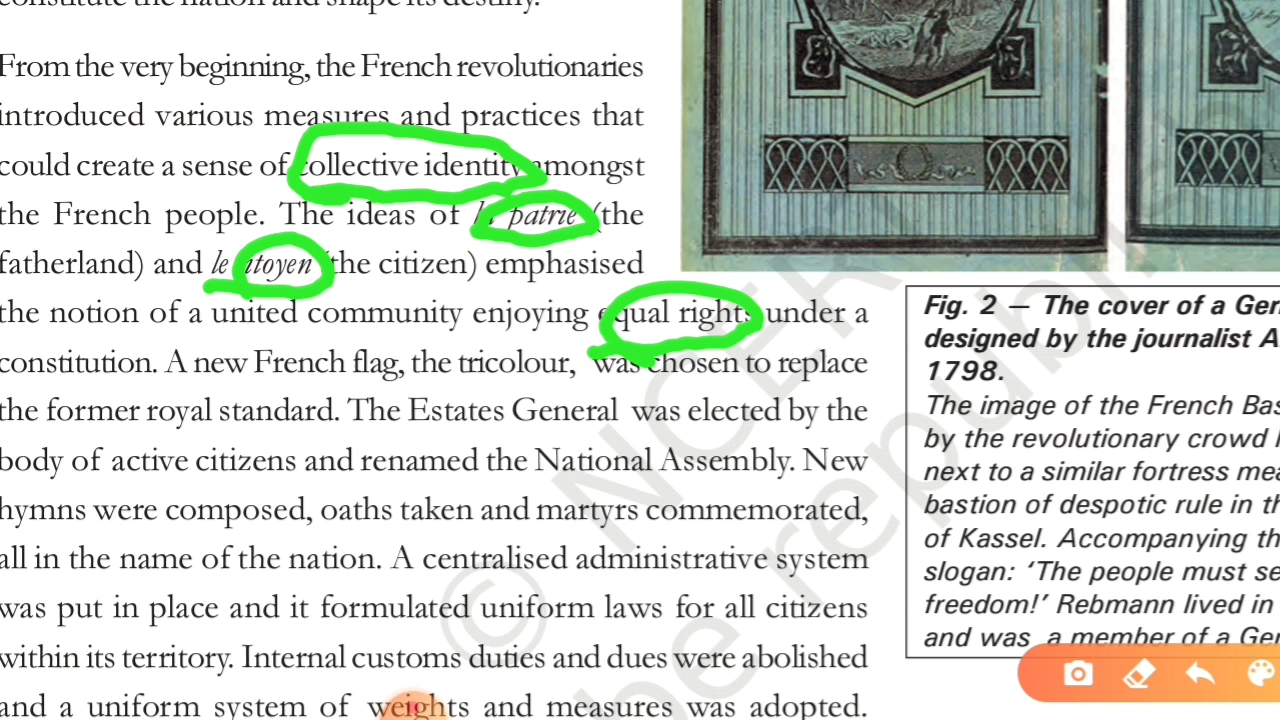 constitute the nation and shape its destiny.
From the very beginning, the French revolutionaries
introduced various measures and practices that
could create a sense of collective identity amongst
the French people. The ideas of la patrie (the
fatherland) and le citoyen (the citizen) emphasised
the notion of a united community enjoying equal rights under a
constitution. A new French flag, the tricolour, was chosen to replace
the former royal standard. The Estates General was elected by the
body of active citizens and renamed the National Assembly. New
hymns were composed, oaths taken and martyrs commemorated,
all in the name of the nation. A centralised administrative system
was put in place and it formulated uniform laws for all citizens
within its territory. Internal customs duties and dues were abolished
and a uniform system of weights and measures was adopted.
Fig. 2 — The cover of a Ger
designed by the journalist A
1798.
The image of the French Bas
by the revolutionary crowd
next to a similar fortress mea
bastion of despotic rule in th
of Kassel. Accompanying th
slogan: ‘The people must se
freedom!’ Rebmann lived in
and was a member of a Ger
© NCER
be republi